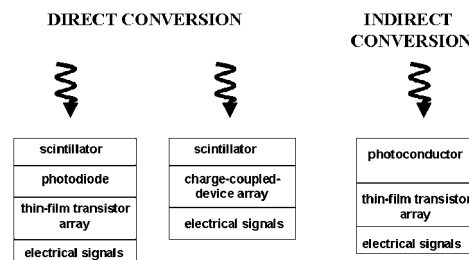 DIRECT CONVERSION
INDIRECT
CONVERSION
scintillator
photodiode
thin-film transistor
array
electrical signals
scintillator
charge-coupled-
device array
electrical signals
photoconductor
thin-film transistor
array
electrical signals